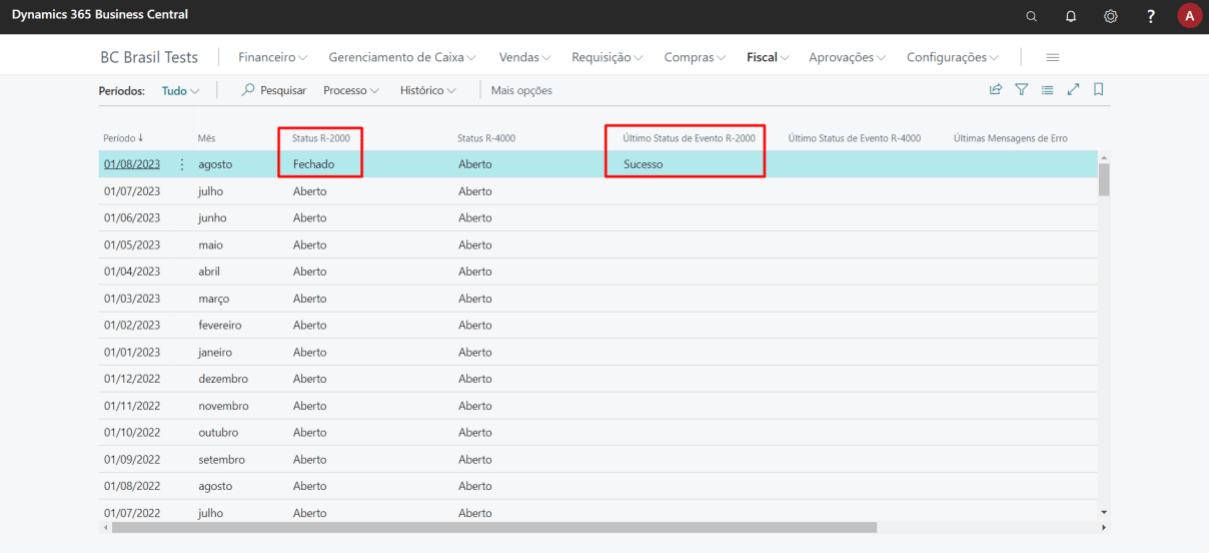 Dynamics 365 Business Central
? A
BC Brasil Tests Financeiro Gerenciamento de Caixa Vendas Requisição Compras Fiscal Aprovações Configurações
Períodos: Tudo Pesquisar Processo Histórico Mais opções
Período ↓ Mês Status R-2000 Status R-4000 Último Status de Evento R-2000 Último Status de Evento R-4000 Últimas Mensagens de Erro
01/08/2023 agosto Fechado Aberto Sucesso
01/07/2023 julho Aberto Aberto
01/06/2023 junho Aberto Aberto
01/05/2023 maio Aberto Aberto
01/04/2023 abril Aberto Aberto
01/03/2023 março Aberto Aberto
01/02/2023 fevereiro Aberto Aberto
01/01/2023 janeiro Aberto Aberto
01/12/2022 dezembro Aberto Aberto
01/11/2022 novembro Aberto Aberto
01/10/2022 outubro Aberto Aberto
01/09/2022 setembro Aberto Aberto
01/08/2022 agosto Aberto Aberto
01/07/2022 julho Aberto Aberto